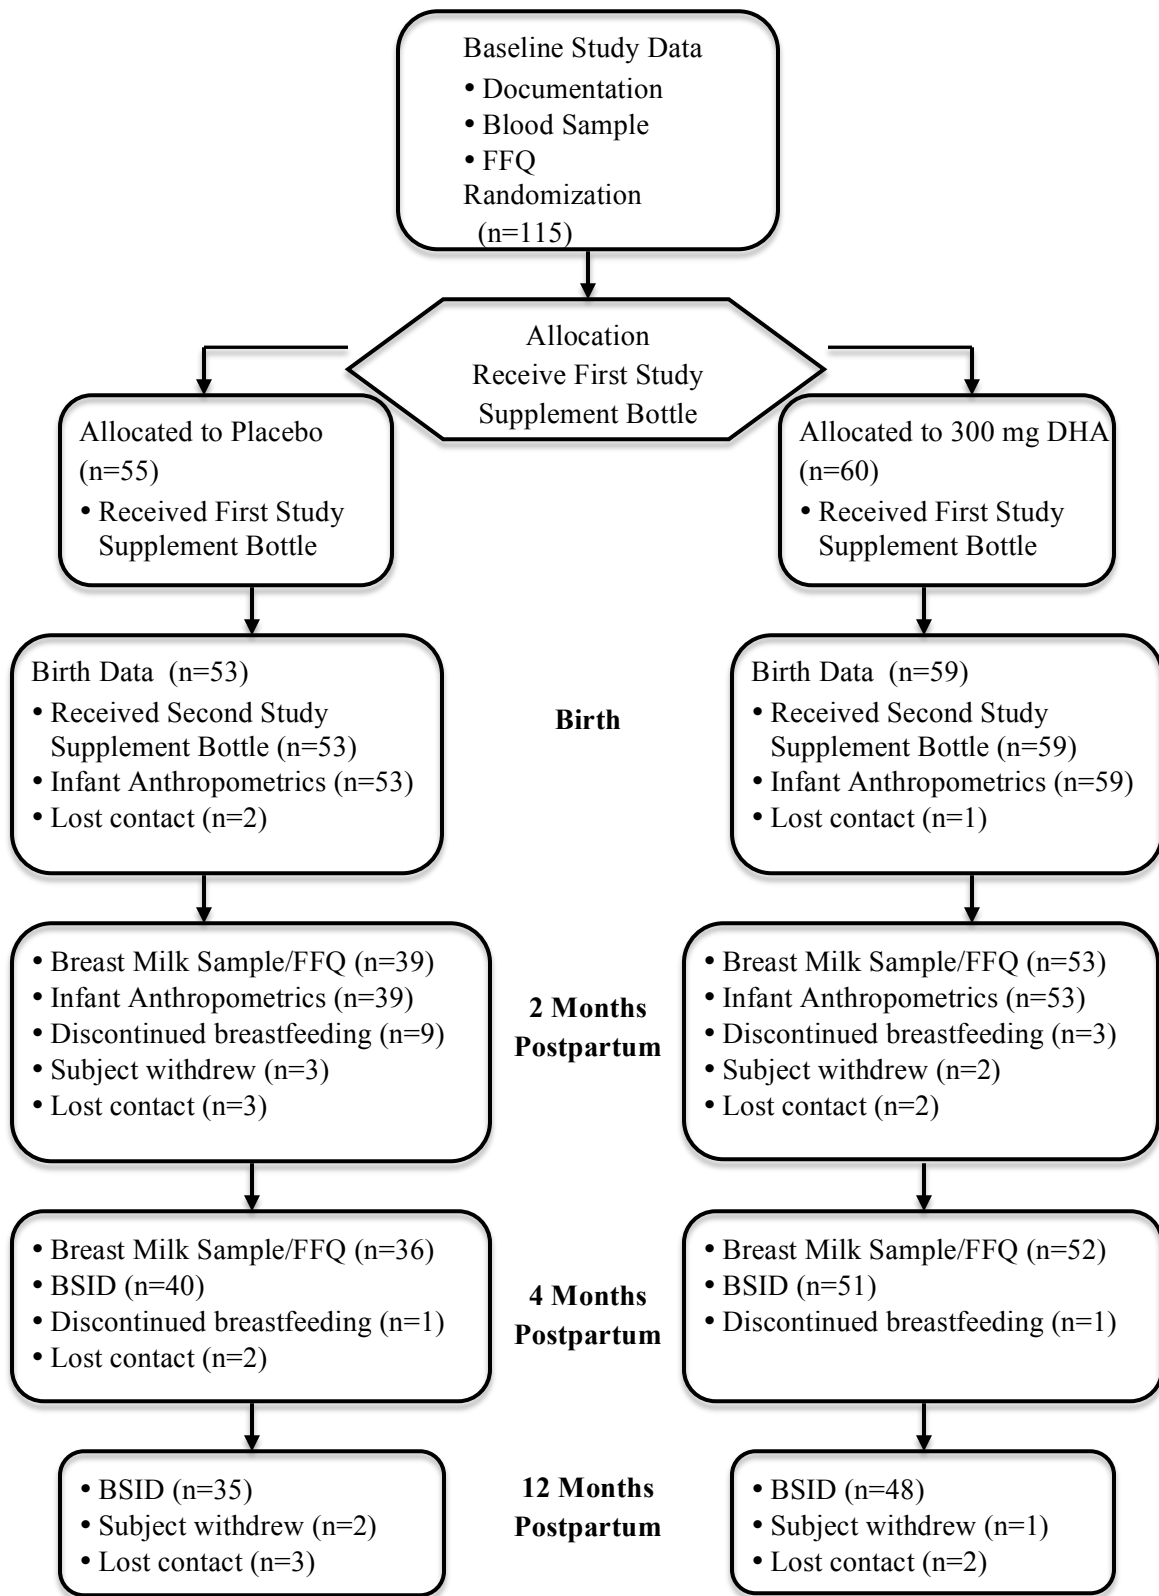 Baseline Study Data
• Documentation
• Blood Sample
• FFQ
Randomization
(n=115)
Allocation
Receive First Study
Supplement Bottle
Allocated to Placebo
(n=55)
• Received First Study
Supplement Bottle
Allocated to 300 mg DHA
(n=60)
• Received First Study
Supplement Bottle
Birth Data (n=53)
• Received Second Study
Supplement Bottle (n=53)
• Infant Anthropometrics (n=53)
• Lost contact (n=2)
Birth
Birth Data (n=59)
• Received Second Study
Supplement Bottle (n=59)
• Infant Anthropometrics (n=59)
• Lost contact (n=1)
• Breast Milk Sample/FFQ (n=39)
• Infant Anthropometrics (n=39)
• Discontinued breastfeeding (n=9)
• Subject withdrew (n=3)
• Lost contact (n=3)
2 Months
Postpartum
• Breast Milk Sample/FFQ (n=53)
• Infant Anthropometrics (n=53)
• Discontinued breastfeeding (n=3)
• Subject withdrew (n=2)
• Lost contact (n=2)
• Breast Milk Sample/FFQ (n=36)
• BSID (n=40)
• Discontinued breastfeeding (n=1)
• Lost contact (n=2)
4 Months
Postpartum
• Breast Milk Sample/FFQ (n=52)
• BSID (n=51)
• Discontinued breastfeeding (n=1)
• BSID (n=35)
• Subject withdrew (n=2)
• Lost contact (n=3)
12 Months
Postpartum
• BSID (n=48)
• Subject withdrew (n=1)
• Lost contact (n=2)